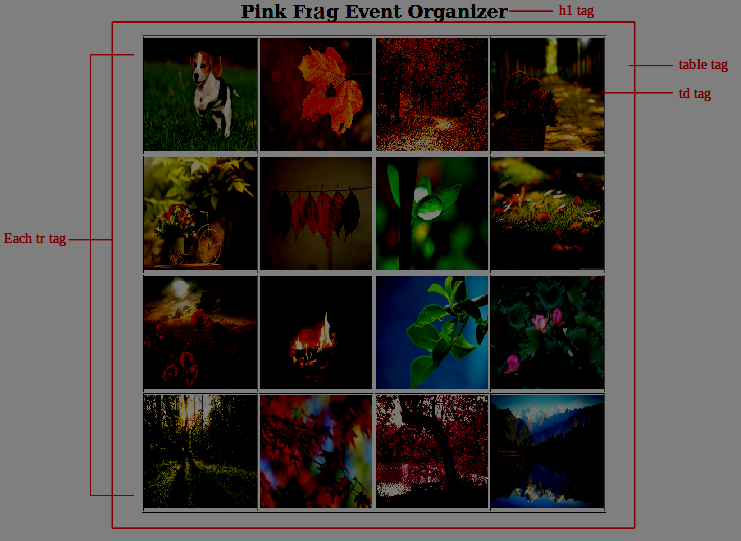 Pink Frag Event Organizer
h1 tag
table tag
td tag
Each tr tag